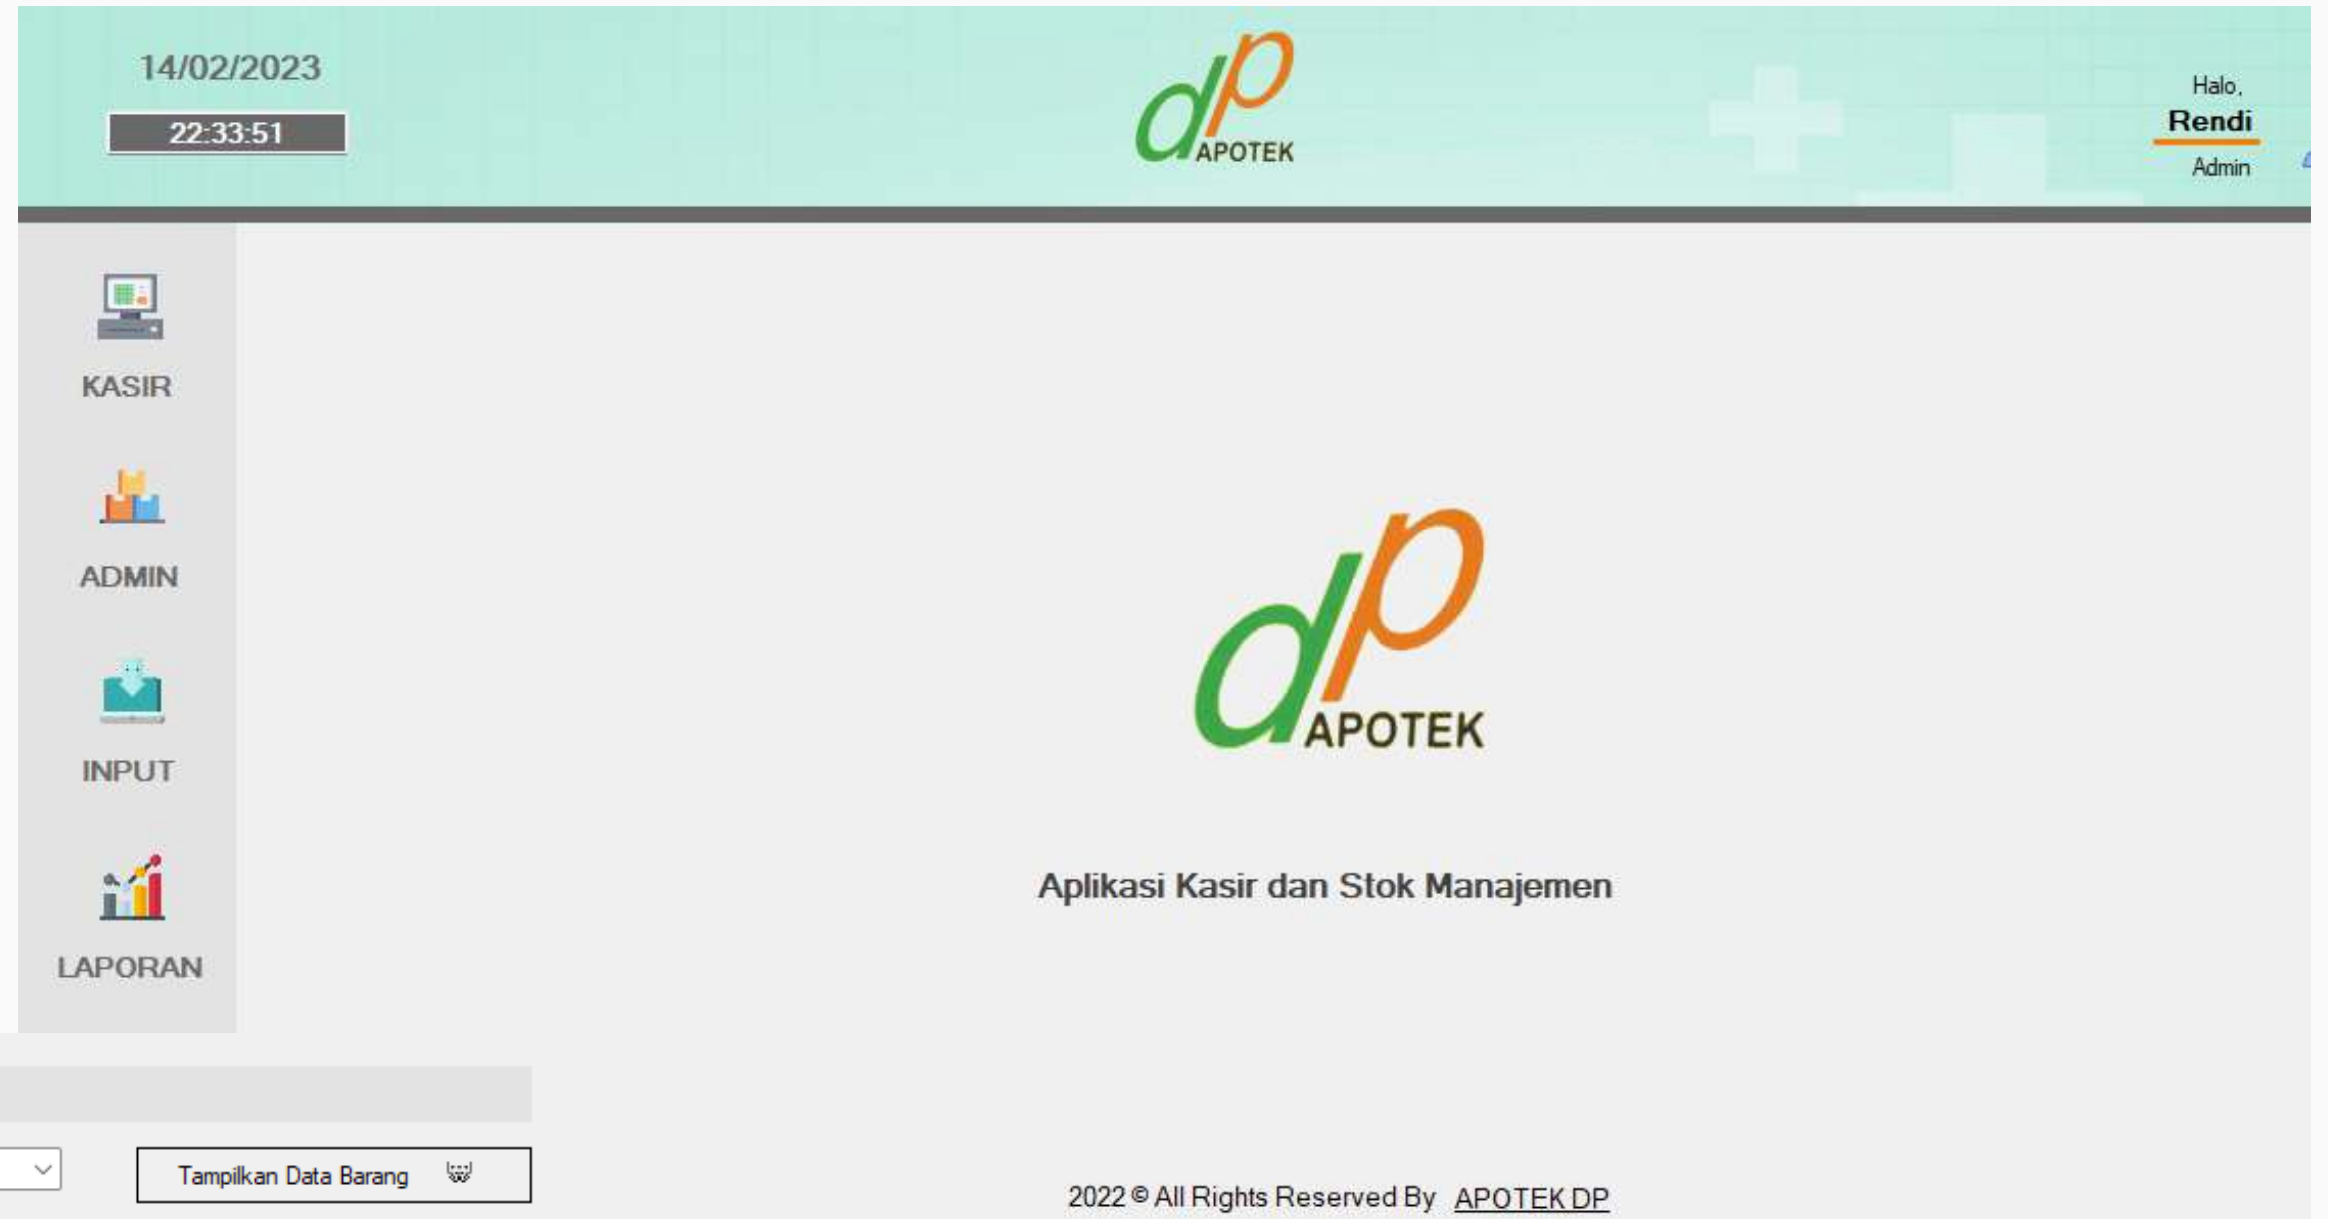 14/02/2023
22:33:51
dp
APOTEK
Halo,
Rendi
Admin
KASIR
ADMIN
INPUT
LAPORAN
dp
APOTEK
Aplikasi Kasir dan Stok Manajemen
Tampilkan Data Barang
2022 © All Rights Reserved By APOTEK DP